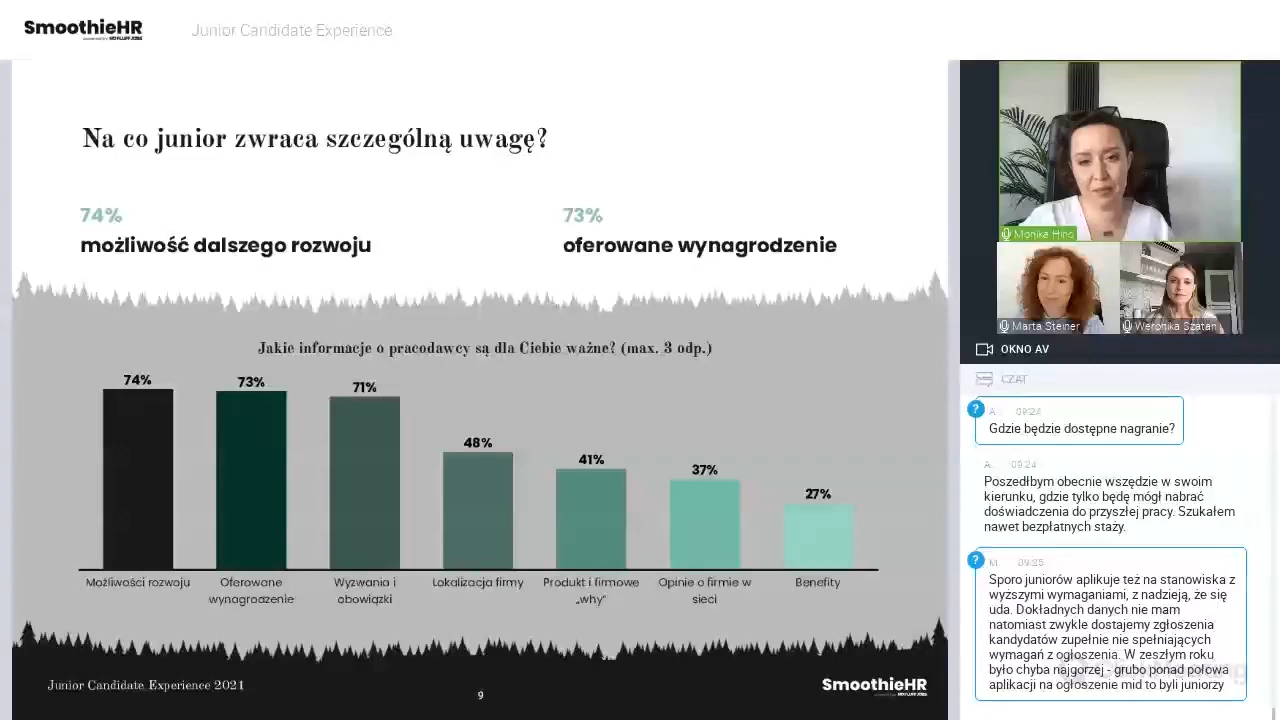 SmoothieHR
Junior Candidate Experience
Na co junior zwraca szczególną uwagę?
74%
możliwość dalszego rozwoju
73%
oferowane wynagrodzenie
Jakie informacje o pracodawcy są dla Ciebie ważne? (max. 3 odp.)
74%
73%
71%
48%
41%
37%
27%
Możliwości rozwoju
Oferowane
wynagrodzenie
Wyzwania i
obowiązki
Lokalizacja firmy
Produkt i firmowe
„why”
Opinie o firmie w
sieci
Benefity
Junior Candidate Experience 2021
9
SmoothieHR
Monika Hino
Marta Steiner
Weronika Szatan
OKNO AV
CZAT
? A. 09:24
Gdzie będzie dostępne nagranie?
A. 09:24
Poszedłbym obecnie wszędzie w swoim
kierunku, gdzie tylko będę mógł nabrać
doświadczenia do przyszłej pracy. Szukałem
nawet bezpłatnych staży.
? M. 09:25
Sporo juniorów aplikuje też na stanowiska z
wyższymi wymaganiami, z nadzieją, że się
uda. Dokładnych danych nie mam
natomiast zwykle dostajemy zgłoszenia
kandydatów zupełnie nie spełniających
wymagań z ogłoszenia. W zeszłym roku
było chyba najgorzej - grubo ponad połowa
aplikacji na ogłoszenie mid to byli juniorzy